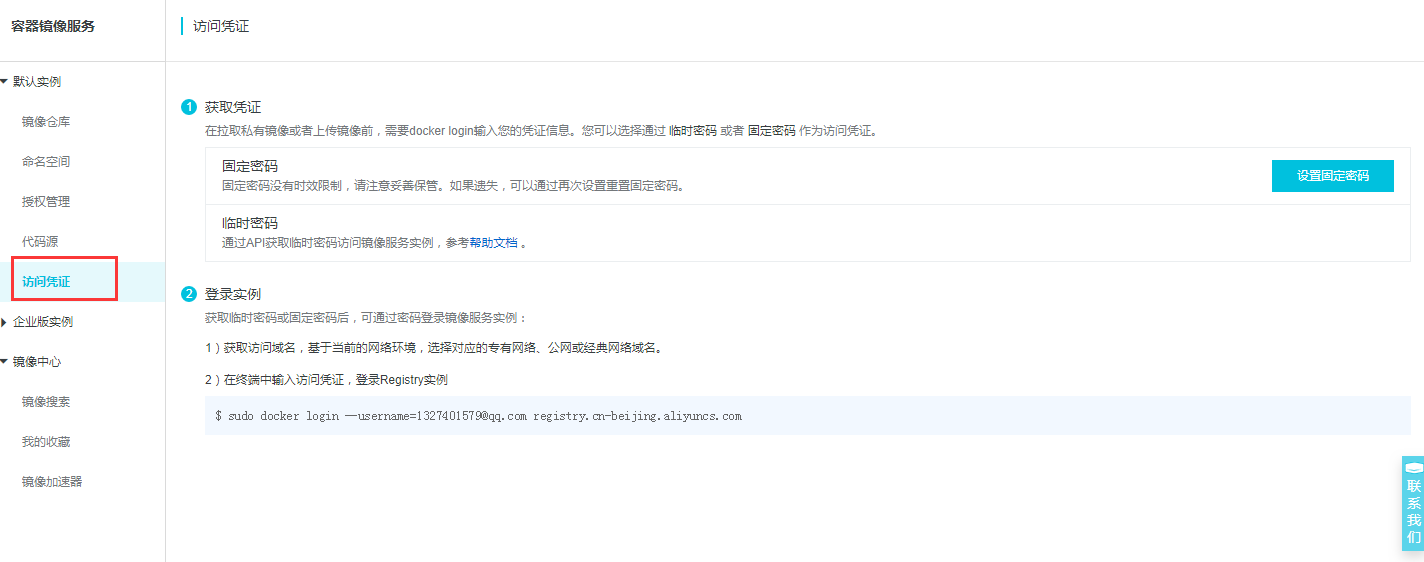 容器镜像服务
访问凭证
默认实例
镜像仓库
命名空间
授权管理
代码源
访问凭证
企业版实例
镜像中心
镜像搜索
我的收藏
镜像加速器
1 获取凭证
在拉取私有镜像或者上传镜像前，需要docker login输入您的凭证信息。您可以选择通过 临时密码 或者 固定密码 作为访问凭证。
固定密码
固定密码没有时效限制，请注意妥善保管。如果遗失，可以通过再次设置重置固定密码。
设置固定密码
临时密码
通过API获取临时密码访问镜像服务实例，参考帮助文档 。
2 登录实例
获取临时密码或固定密码后，可通过密码登录镜像服务实例：
1）获取访问域名，基于当前的网络环境，选择对应的专有网络、公网或经典网络域名。
2）在终端中输入访问凭证，登录Registry实例
$ sudo docker login --username=1327401579@qq.com registry.cn-beijing.aliyuncs.com
联系我们